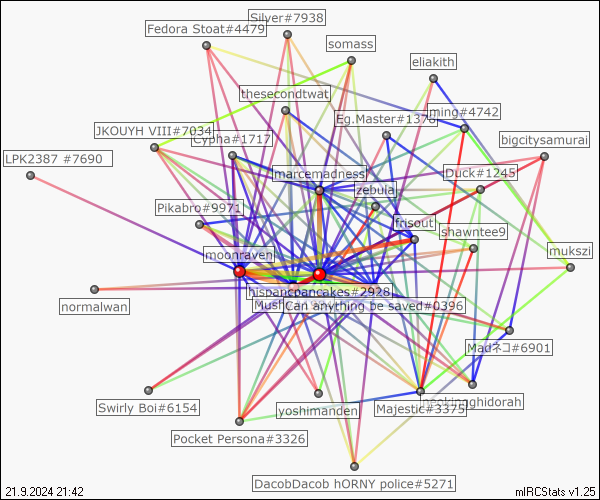 Silver#7938
Fedora Stoat#4479
somass
eliakith
thesecondtwat
ming#4742
Eg.Master#1378
JKOUYH VIII#7034
Cypha#1717
bigcitysamurai
LPK2387 #7690
marcemadness
Duck#1245
zebula
Pikabro#9971
frisout
shawntee9
moonraven
mukszi
hispancpancakes#2928
normalwan
Can anything be saved#0396
Madネコ#6901
Swirly Boi#6154
yoshimanden
Majestic#3375
Pocket Persona#3326
DacobDacob hORNY police#5271
21.9.2024 21:42
mIRCStats v1.25